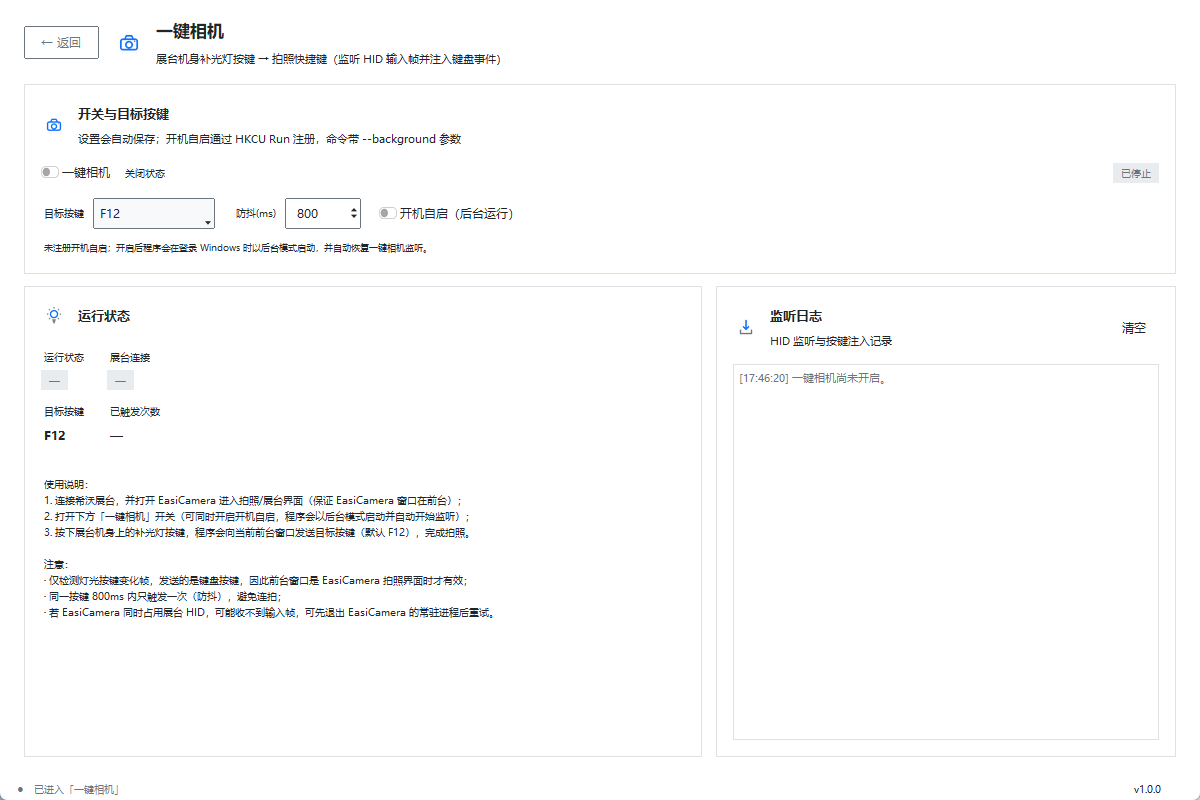 ← 返回
一键相机
展台机身补光灯按键 → 拍照快捷键（监听 HID 输入帧并注入键盘事件）
开关与目标按键
设置会自动保存；开机自启通过 HKCU Run 注册，命令带 --background 参数
一键相机 关闭状态 已停止
目标按键 F12 防抖(ms) 800 开机自启（后台运行）
未注册开机自启；开启后程序会在登录 Windows 时以后台模式启动，并自动恢复一键相机监听。
运行状态
运行状态 展台连接
— —
目标按键 已触发次数
F12 —
使用说明：
1. 连接希沃展台，并打开 EasiCamera 进入拍照/展台界面（保证 EasiCamera 窗口在前台）；
2. 打开下方「一键相机」开关（可同时开启开机自启，程序会以后台模式启动并自动开始监听）；
3. 按下展台机身上的补光灯按键，程序会向当前前台窗口发送目标按键（默认 F12），完成拍照。
注意：
· 仅检测灯光按键变化帧，发送的是键盘按键，因此前台窗口是 EasiCamera 拍照界面时才有效；
· 同一按键 800ms 内只触发一次（防抖），避免连拍；
· 若 EasiCamera 同时占用展台 HID，可能收不到输入帧，可先退出 EasiCamera 的常驻进程后重试。
监听日志
HID 监听与按键注入记录
清空
[17:46:20] 一键相机尚未开启。
已进入「一键相机」
v1.0.0